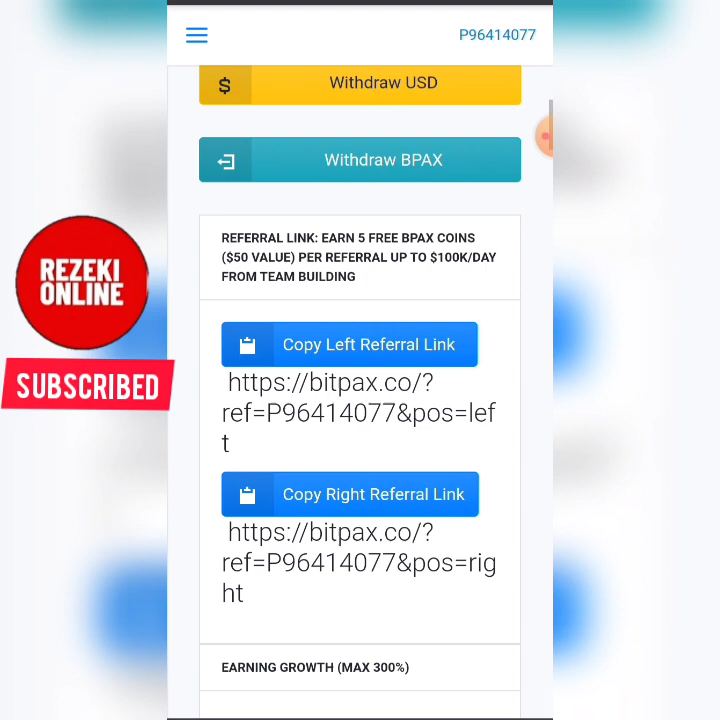 P96414077
$ Withdraw USD
Withdraw BPAX
REFERRAL LINK: EARN 5 FREE BPAX COINS
($50 VALUE) PER REFERRAL UP TO $100K/DAY
FROM TEAM BUILDING
Copy Left Referral Link
https://bitpax.co/?
ref=P96414077&pos=lef
t
Copy Right Referral Link
https://bitpax.co/?
ref=P96414077&pos=rig
ht
EARNING GROWTH (MAX 300%)
REZEKI
ONLINE
SUBSCRIBED